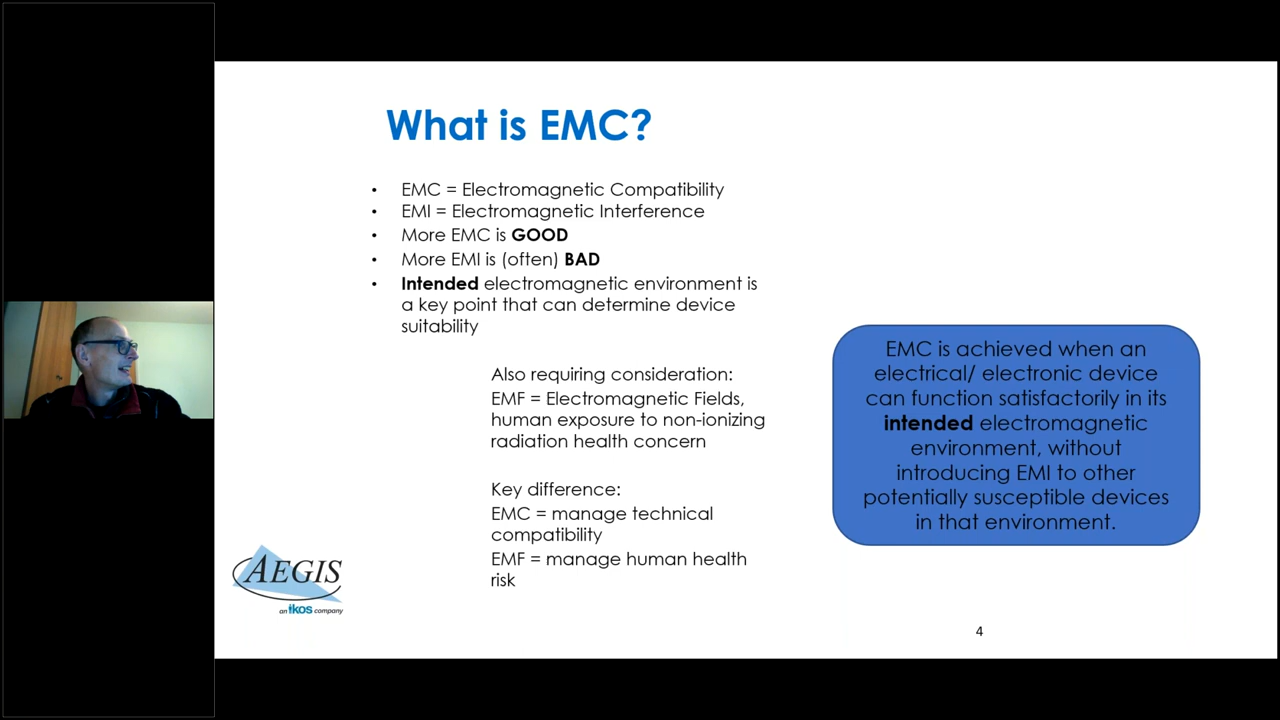 What is EMC?
• EMC = Electromagnetic Compatibility
• EMI = Electromagnetic Interference
• More EMC is GOOD
• More EMI is (often) BAD
• Intended electromagnetic environment is
a key point that can determine device
suitability
Also requiring consideration:
EMF = Electromagnetic Fields,
human exposure to non-ionizing
radiation health concern
Key difference:
EMC = manage technical
compatibility
EMF = manage human health
risk
EMC is achieved when an
electrical/ electronic device
can function satisfactorily in its
intended electromagnetic
environment, without
introducing EMI to other
potentially susceptible devices
in that environment.
AEGIS
an ikos company
4